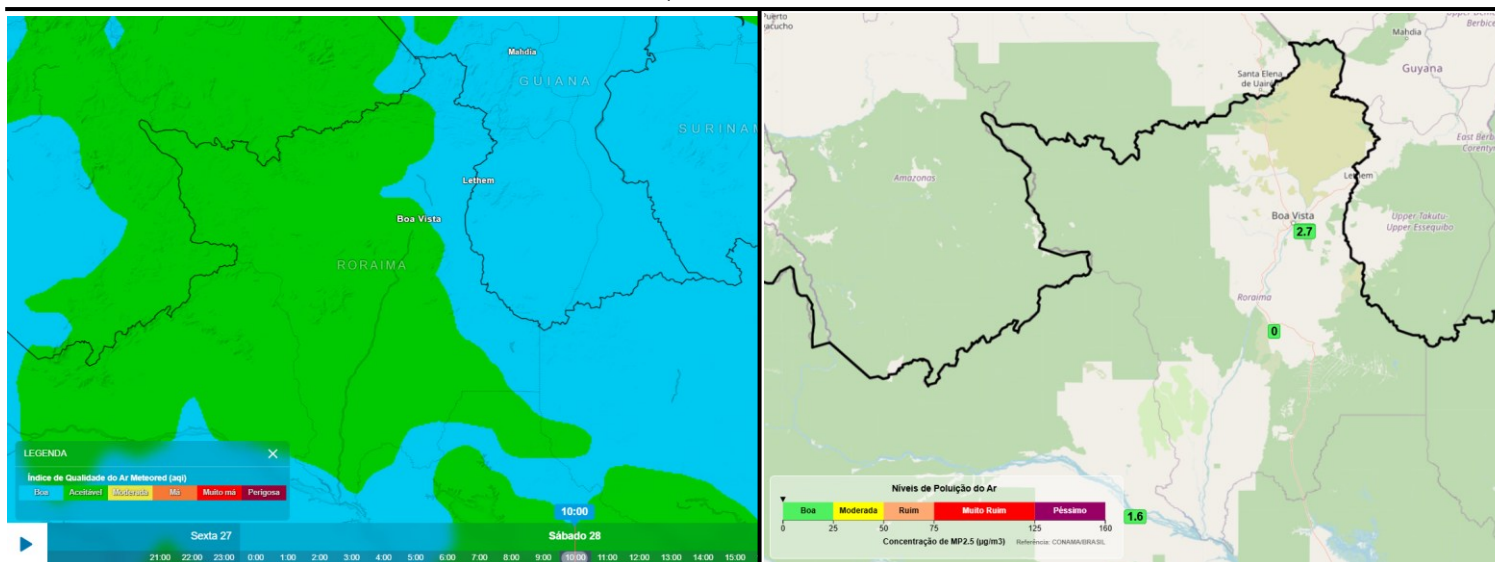 Mahdia
GUIANA
SURINAM
Lethem
Boa Vista
RORAIMA
LEGENDA
Índice de Qualidade do Ar Meteored (aqi)
Boa Aceitável Moderada Má Muito má Perigosa
10:00
Sexta 27 Sábado 28
21:00 22:00 23:00 0:00 1:00 2:00 3:00 4:00 5:00 6:00 7:00 8:00 9:00 10:00 11:00 12:00 13:00 14:00 15:00
Puerto
yacucho
Berbice
Mahdia
Guyana
Santa Elena
de Uairén
East Berb
Corentyn
Amazonas
Lethem
Boa Vista
2.7
Upper Takutu-
Upper Essequibo
Roraima
0
Níveis de Poluição do Ar
Boa Moderada Ruim Muito Ruim Péssimo
0 25 50 75 125 160
Concentração de MP2.5 (µg/m3) Referência: CONAMA/BRASIL
1.6